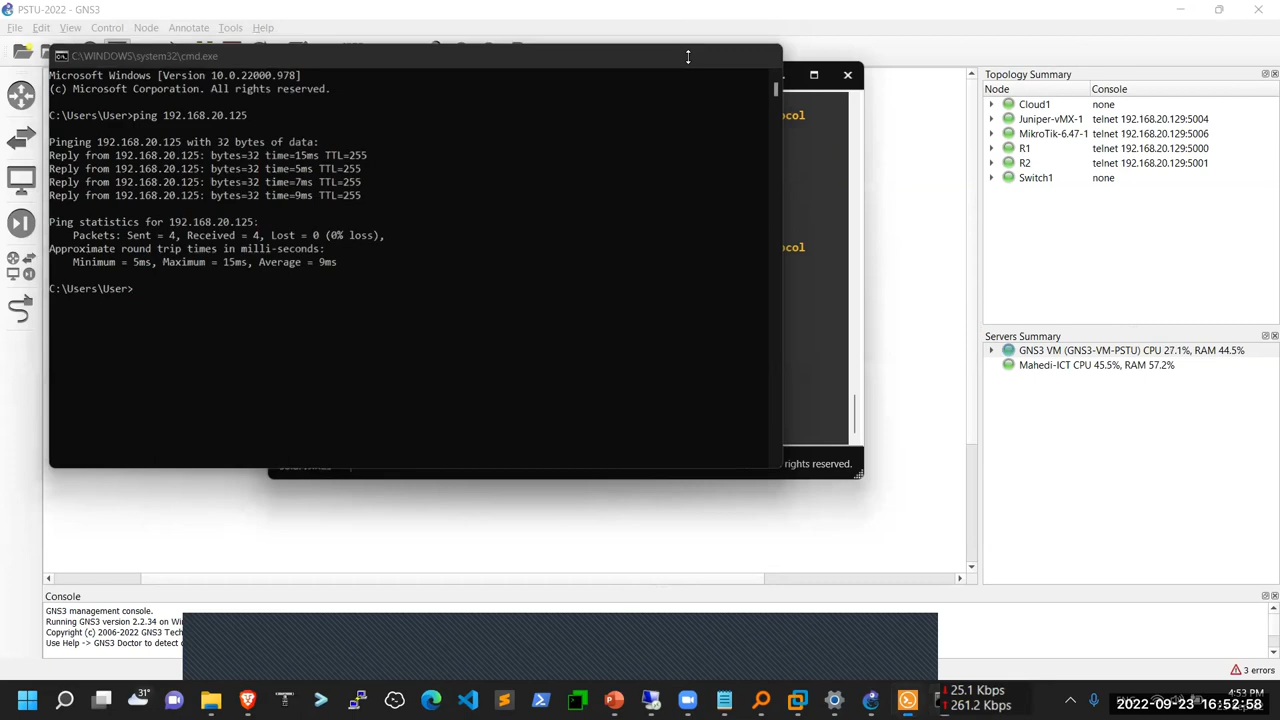 PSTU-2022 - GNS3
File Edit View Control Node Annotate Tools Help
C:\WINDOWS\system32\cmd.exe
Microsoft Windows [Version 10.0.22000.978]
(c) Microsoft Corporation. All rights reserved.
C:\Users\User>ping 192.168.20.125
Pinging 192.168.20.125 with 32 bytes of data:
Reply from 192.168.20.125: bytes=32 time=15ms TTL=255
Reply from 192.168.20.125: bytes=32 time=5ms TTL=255
Reply from 192.168.20.125: bytes=32 time=7ms TTL=255
Reply from 192.168.20.125: bytes=32 time=9ms TTL=255
Ping statistics for 192.168.20.125:
Packets: Sent = 4, Received = 4, Lost = 0 (0% loss),
Approximate round trip times in milli-seconds:
Minimum = 5ms, Maximum = 15ms, Average = 9ms
C:\Users\User>
ocol
ocol
rights reserved.
Topology Summary
Node Console
Cloud1 none
Juniper-vMX-1 telnet 192.168.20.129:5004
MikroTik-6.47-1 telnet 192.168.20.129:5006
R1 telnet 192.168.20.129:5000
R2 telnet 192.168.20.129:5001
Switch1 none
Servers Summary
GNS3 VM (GNS3-VM-PSTU) CPU 27.1%, RAM 44.5%
Mahedi-ICT CPU 45.5%, RAM 57.2%
Console
GNS3 management console.
Running GNS3 version 2.2.34 on Wi
Copyright (c) 2006-2022 GNS3 Tech
Use Help -> GNS3 Doctor to detect
3 errors
31°
25.1 Kbps
261.2 Kbps
4:53 PM
2022-09-23 16:52:58